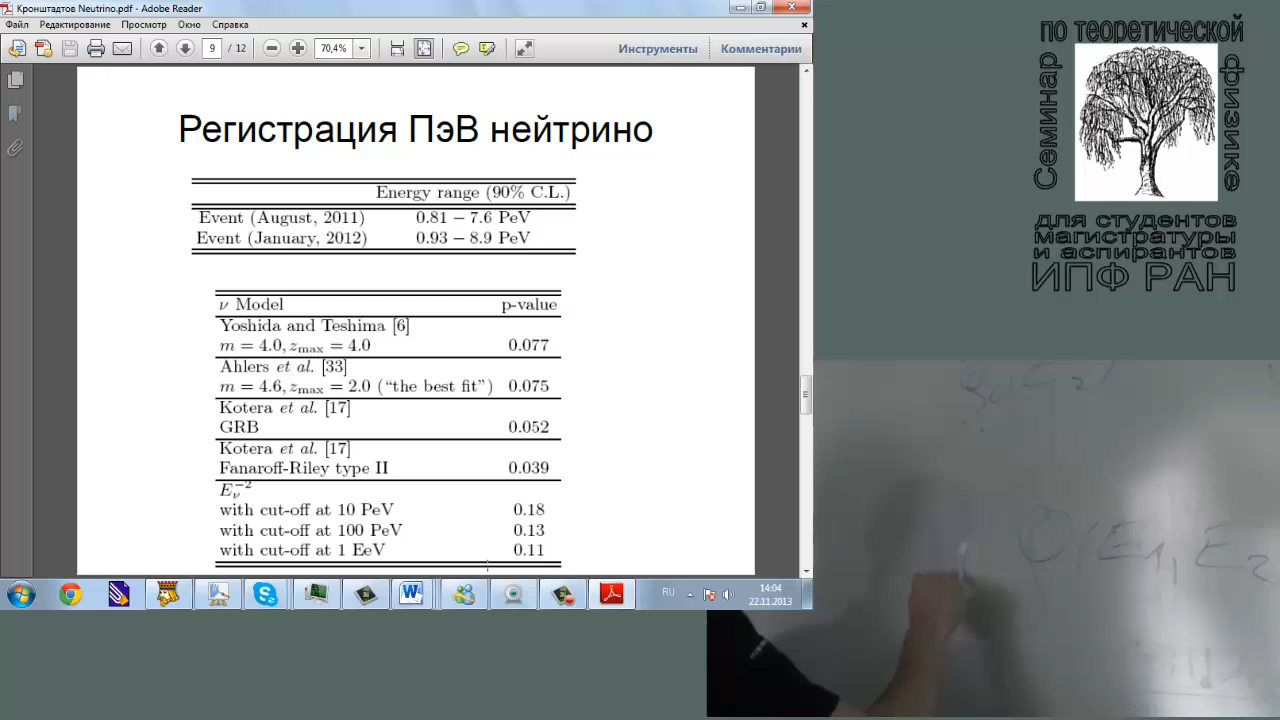 Кронштадтов Neutrino.pdf - Adobe Reader
Файл Редактирование Просмотр Окно Справка
9 / 12 70,4% Инструменты Комментарии
Регистрация ПэВ нейтрино
Energy range (90% C.L.)
Event (August, 2011) 0.81 − 7.6 PeV
Event (January, 2012) 0.93 − 8.9 PeV
ν Model p-value
Yoshida and Teshima [6]
m = 4.0, zmax = 4.0 0.077
Ahlers et al. [33]
m = 4.6, zmax = 2.0 (“the best fit”) 0.075
Kotera et al. [17]
GRB 0.052
Kotera et al. [17]
Fanaroff-Riley type II 0.039
Eν−2
with cut-off at 10 PeV 0.18
with cut-off at 100 PeV 0.13
with cut-off at 1 EeV 0.11
RU 14:04
22.11.2013
Семинар
по теоретической
физике
для студентов
магистратуры
и аспирантов
ИПФ РАН
(E1, E2